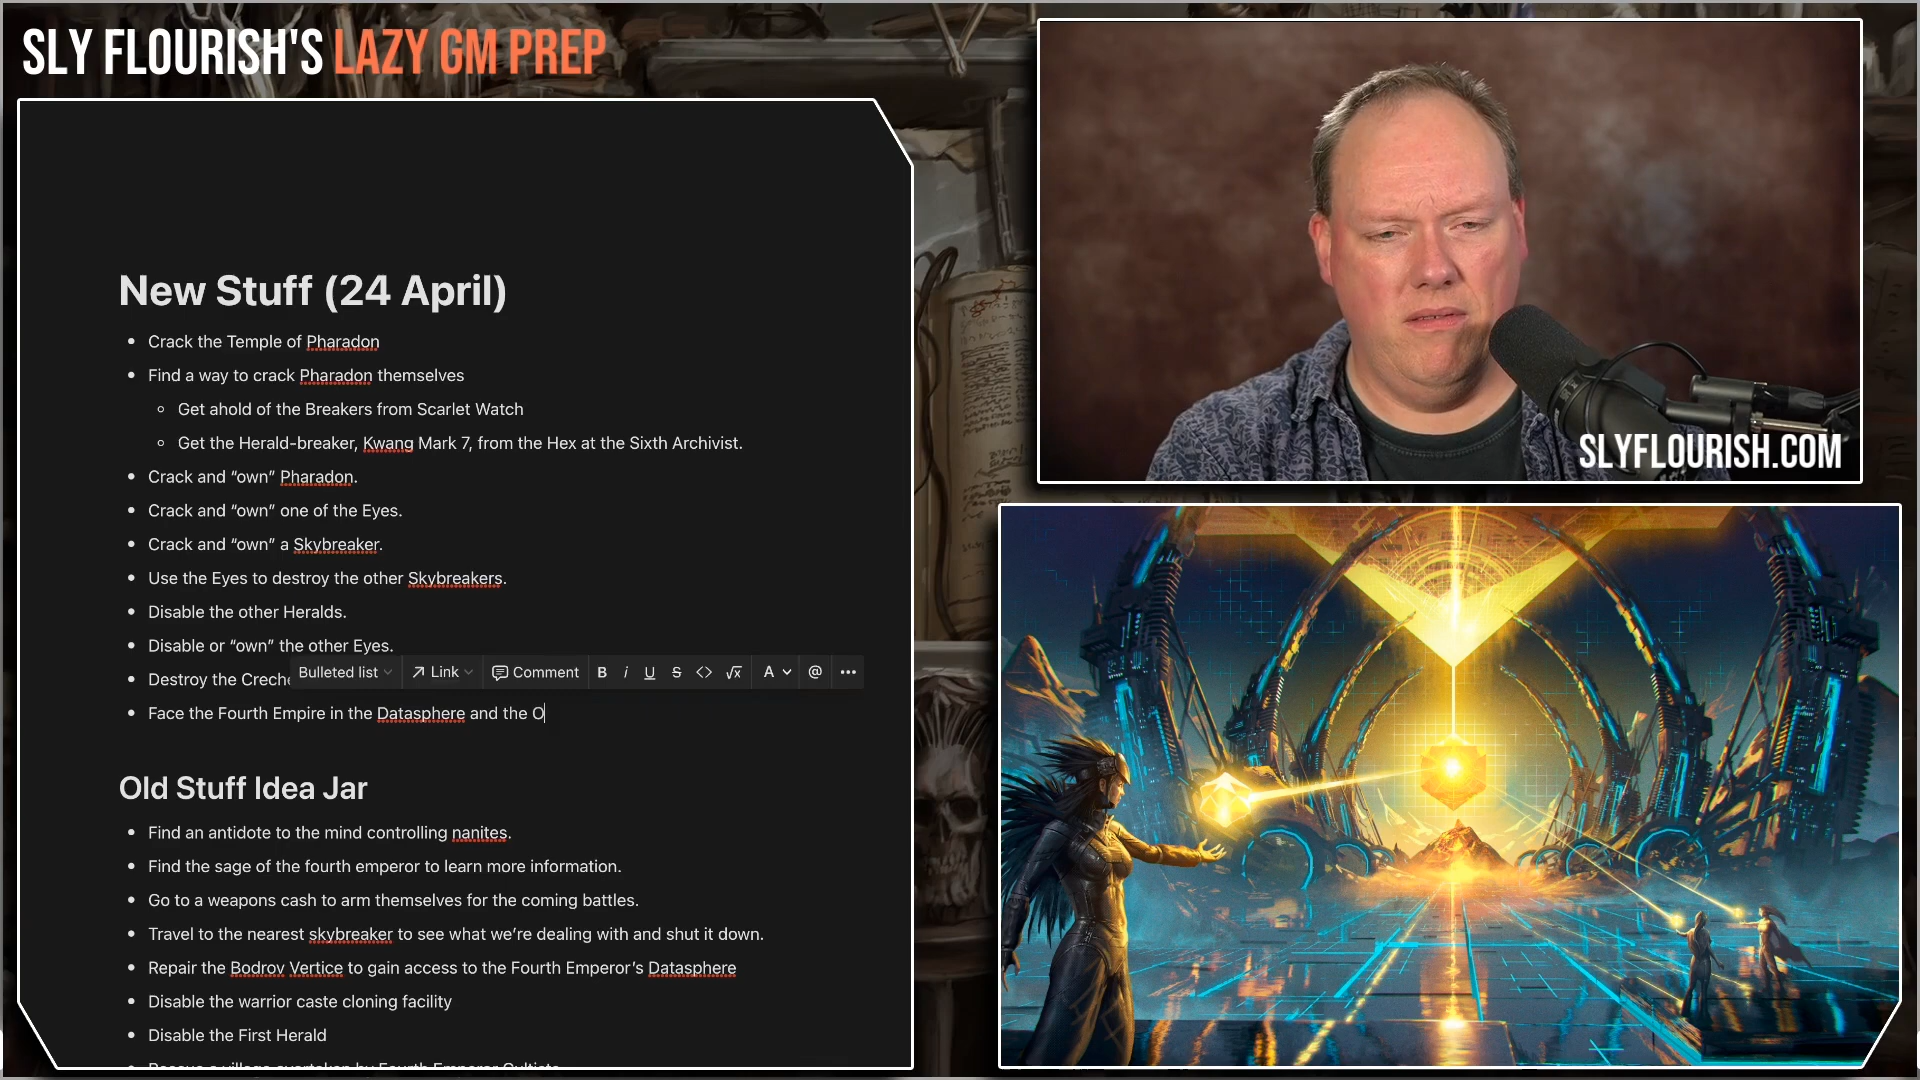 SLY FLOURISH'S LAZY GM PREP
New Stuff (24 April)
• Crack the Temple of Pharadon
• Find a way to crack Pharadon themselves
◦ Get ahold of the Breakers from Scarlet Watch
◦ Get the Herald-breaker, Kwang Mark 7, from the Hex at the Sixth Archivist.
• Crack and “own” Pharadon.
• Crack and “own” one of the Eyes.
• Crack and “own” a Skybreaker.
• Use the Eyes to destroy the other Skybreakers.
• Disable the other Heralds.
• Disable or “own” the other Eyes.
• Destroy the Creche
Bulleted list Link Comment B i U S <> √x A @ •••
• Face the Fourth Empire in the Datasphere and the O
Old Stuff Idea Jar
• Find an antidote to the mind controlling nanites.
• Find the sage of the fourth emperor to learn more information.
• Go to a weapons cash to arm themselves for the coming battles.
• Travel to the nearest skybreaker to see what we’re dealing with and shut it down.
• Repair the Bodrov Vertice to gain access to the Fourth Emperor’s Datasphere
• Disable the warrior caste cloning facility
• Disable the First Herald
SLYFLOURISH.COM